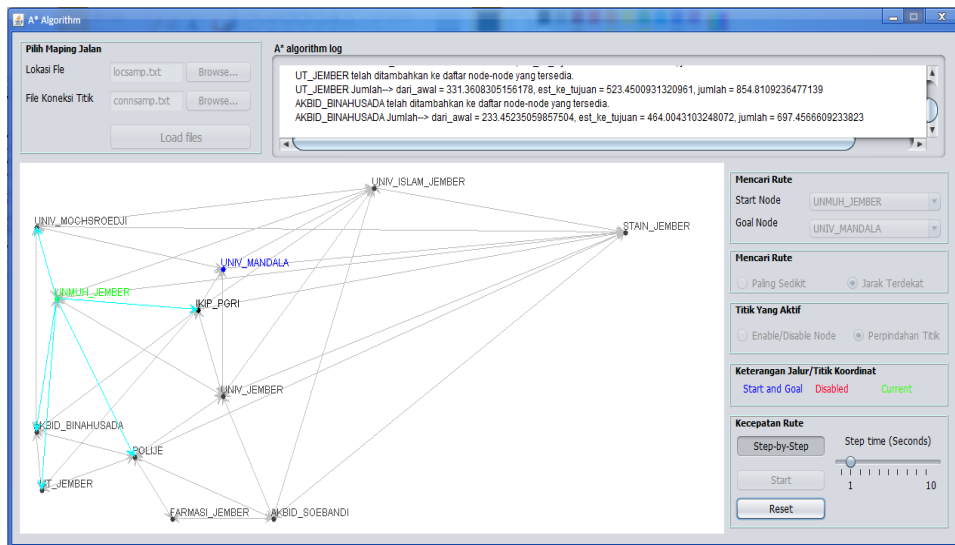 A* Algorithm
Pilih Maping Jalan
Lokasi Fle
locsamp.txt
Browse...
File Koneksi Titik
connsamp.txt
Browse...
Load files
A* algorithm log
UT_JEMBER telah ditambahkan ke daftar node-node yang tersedia.
UT_JEMBER Jumlah--> dari_awal = 331.3608305156178, est_ke_tujuan = 523.4500931320961, jumlah = 854.8109236477139
AKBID_BINAHUSADA telah ditambahkan ke daftar node-node yang tersedia.
AKBID_BINAHUSADA Jumlah--> dari_awal = 233.45235059857504, est_ke_tujuan = 464.0043103248072, jumlah = 697.4566609233823
UNIV_ISLAM_JEMBER
UNIV_MOCHSROEDJI
STAIN_JEMBER
UNIV_MANDALA
UNMUH_JEMBER
IKIP_PGRI
UNIV_JEMBER
AKBID_BINAHUSADA
POLIJE
UT_JEMBER
FARMASI_JEMBER
AKBID_SOEBANDI
Mencari Rute
Start Node
UNMUH_JEMBER
Goal Node
UNIV_MANDALA
Mencari Rute
Paling Sedikit
Jarak Terdekat
Titik Yang Aktif
Enable/Disable Node
Perpindahan Titik
Keterangan Jalur/Titik Koordinat
Start and Goal Disabled Current
Kecepatan Rute
Step-by-Step
Step time (Seconds)
Start
1 10
Reset